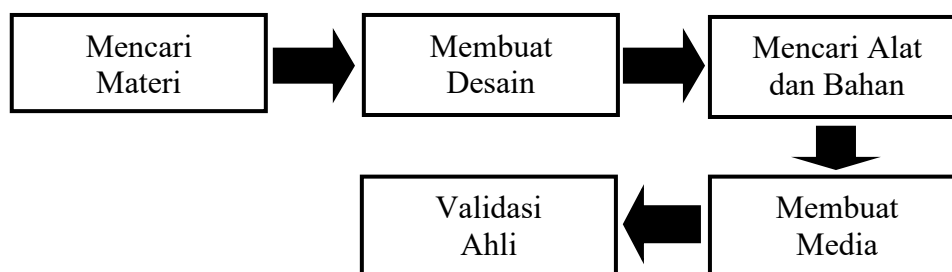 Mencari
Materi
Membuat
Desain
Mencari Alat
dan Bahan
Membuat
Media
Validasi
Ahli